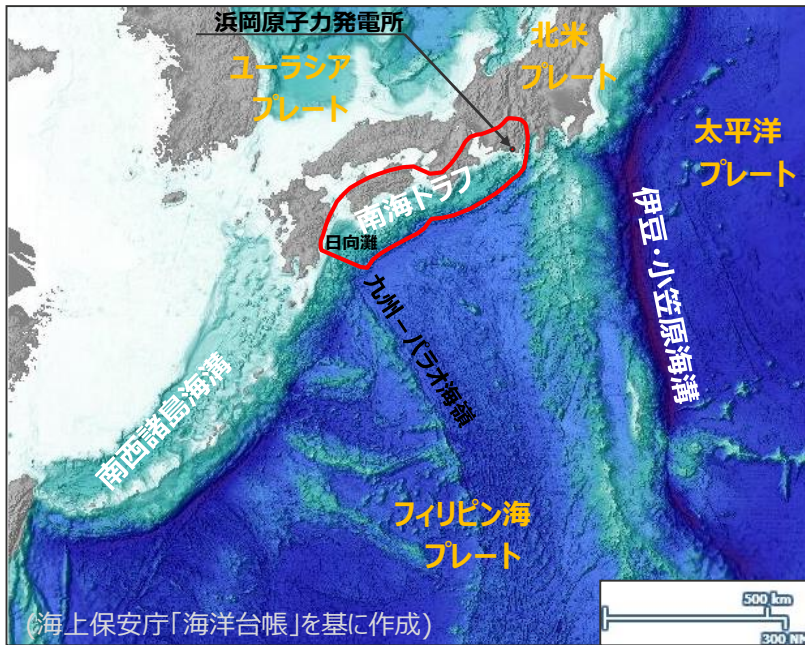 浜岡原子力発電所
北米
プレート
ユーラシア
プレート
太平洋
プレート
南海トラフ
日向灘
伊豆・小笠原海溝
九州－パラオ海嶺
南西諸島海溝
フィリピン海
プレート
(海上保安庁「海洋台帳」を基に作成)
500 km
300 NM